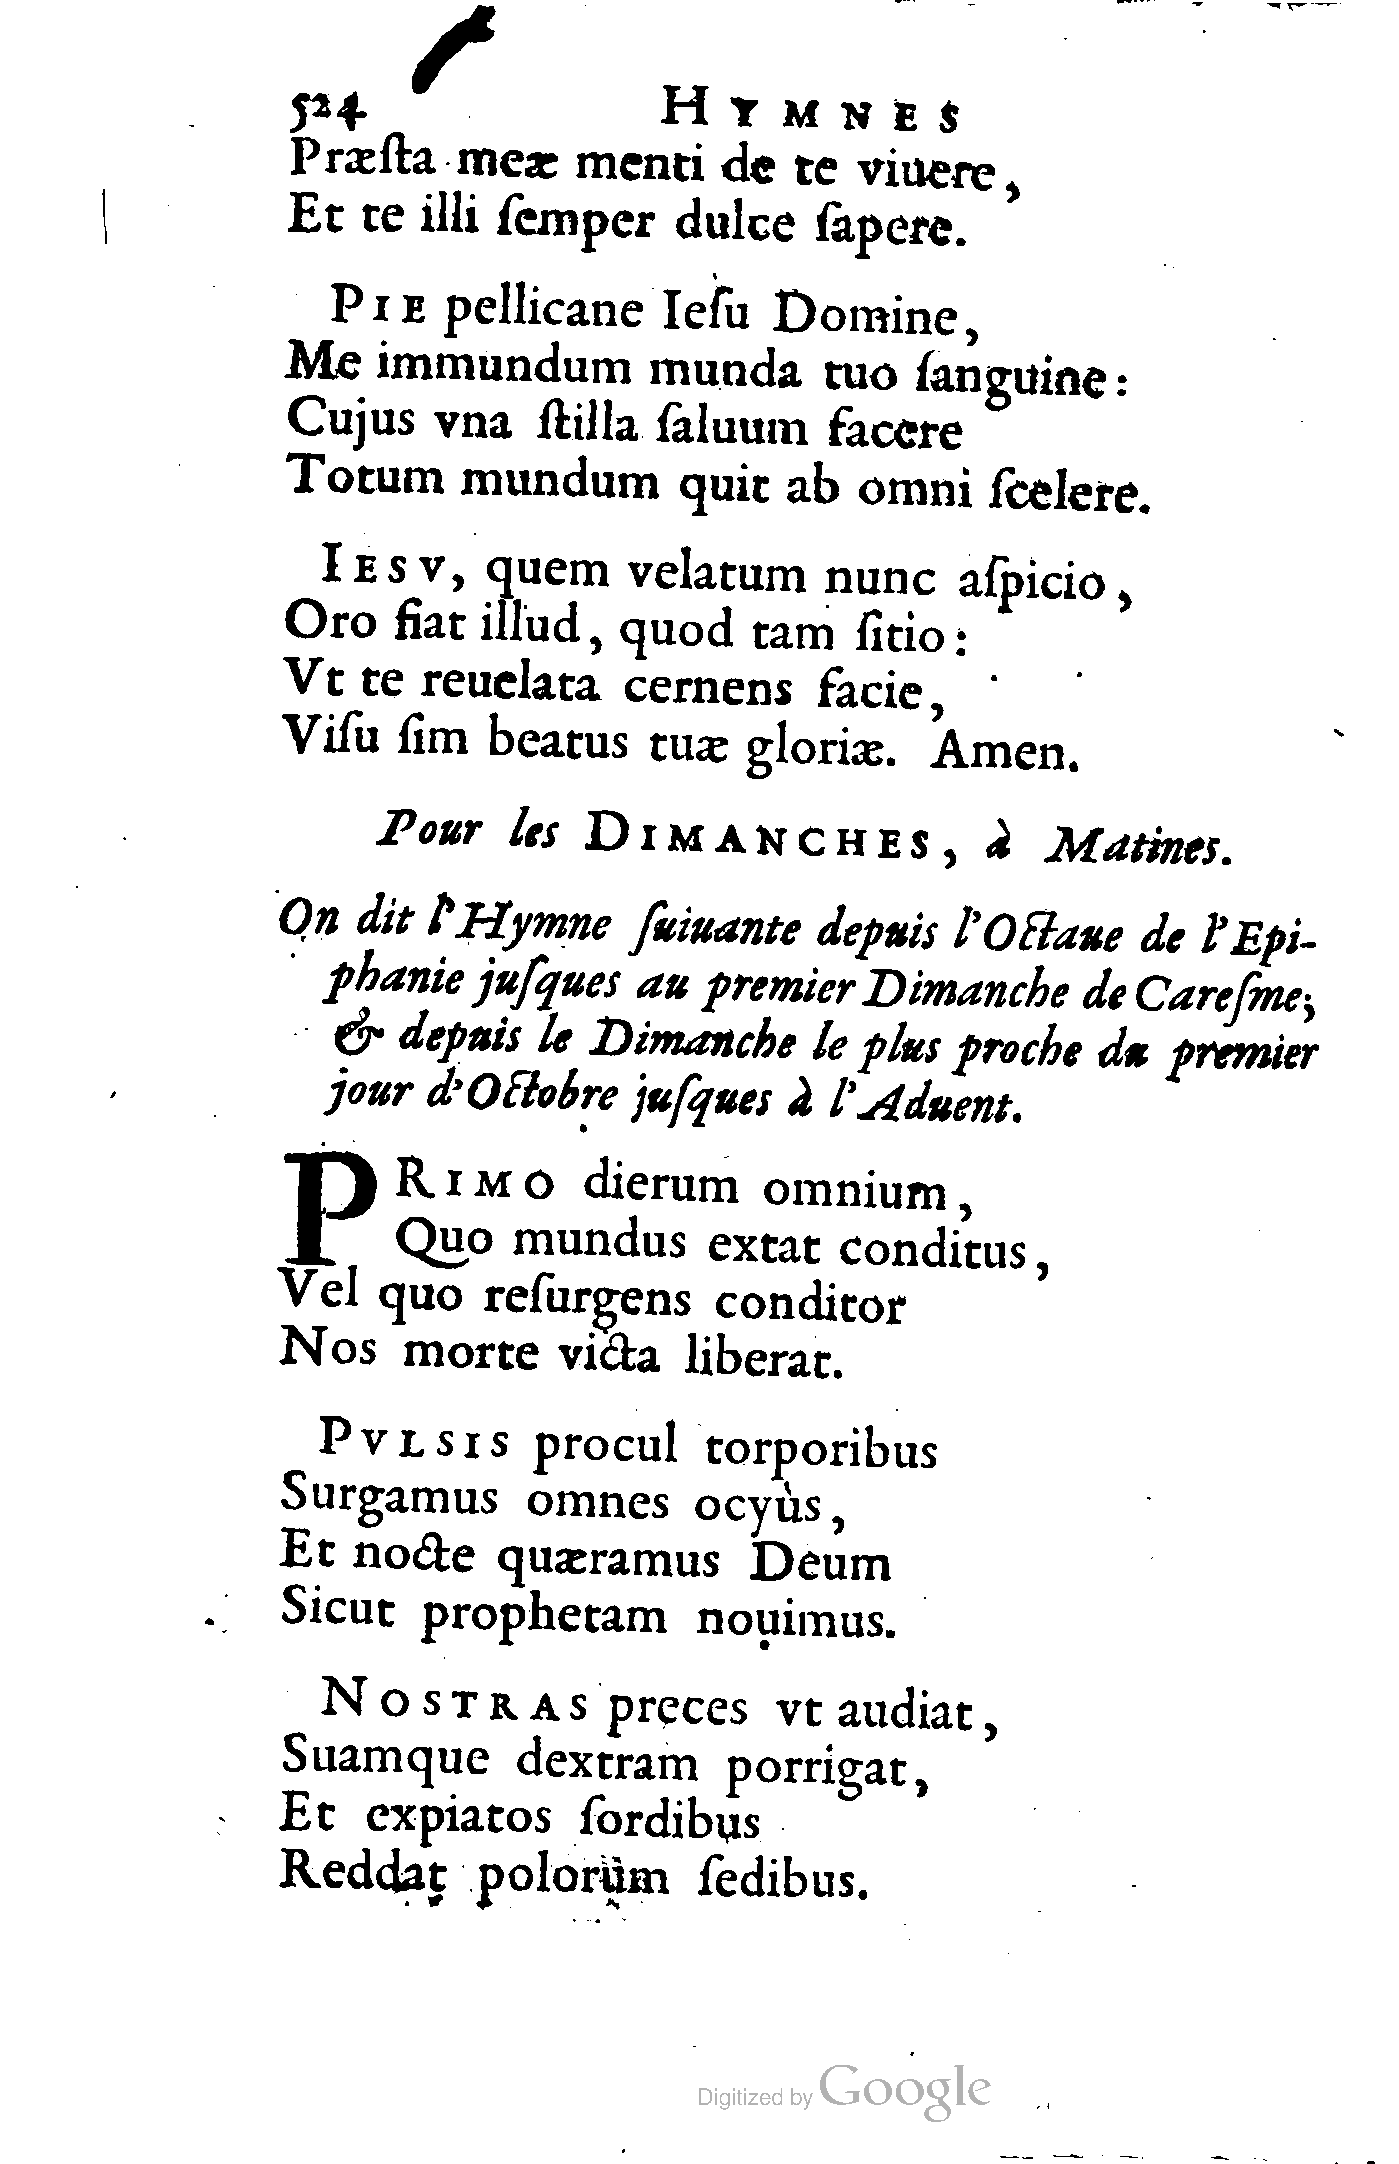 524 HYMNES
Præſta meæ menti de te viuere,
Et te illi ſemper dulce ſapere.
PIE pellicane Ieſu Domine,
Me immundum munda tuo ſanguine:
Cujus vna ſtilla ſaluum facere
Totum mundum quit ab omni ſcelere.
IESV, quem velatum nunc aſpicio,
Oro fiat illud, quod tam ſitio:
Vt te reuelata cernens facie,
Viſu ſim beatus tuæ gloriæ. Amen.
Pour les DIMANCHES, à Matines.
On dit l'Hymne ſuiuante depuis l'Octaue de l'Epi-
phanie juſques au premier Dimanche de Careſme;
& depuis le Dimanche le plus proche du premier
jour d'Octobre juſques à l'Aduent.
PRIMO dierum omnium,
Quo mundus extat conditus,
Vel quo reſurgens conditor
Nos morte victa liberat.
PVLSIS procul torporibus
Surgamus omnes ocyùs,
Et nocte quæramus Deum
Sicut prophetam nouimus.
NOSTRAS preces vt audiat,
Suamque dextram porrigat,
Et expiatos ſordibus
Reddat polorum ſedibus.
Digitized by Google